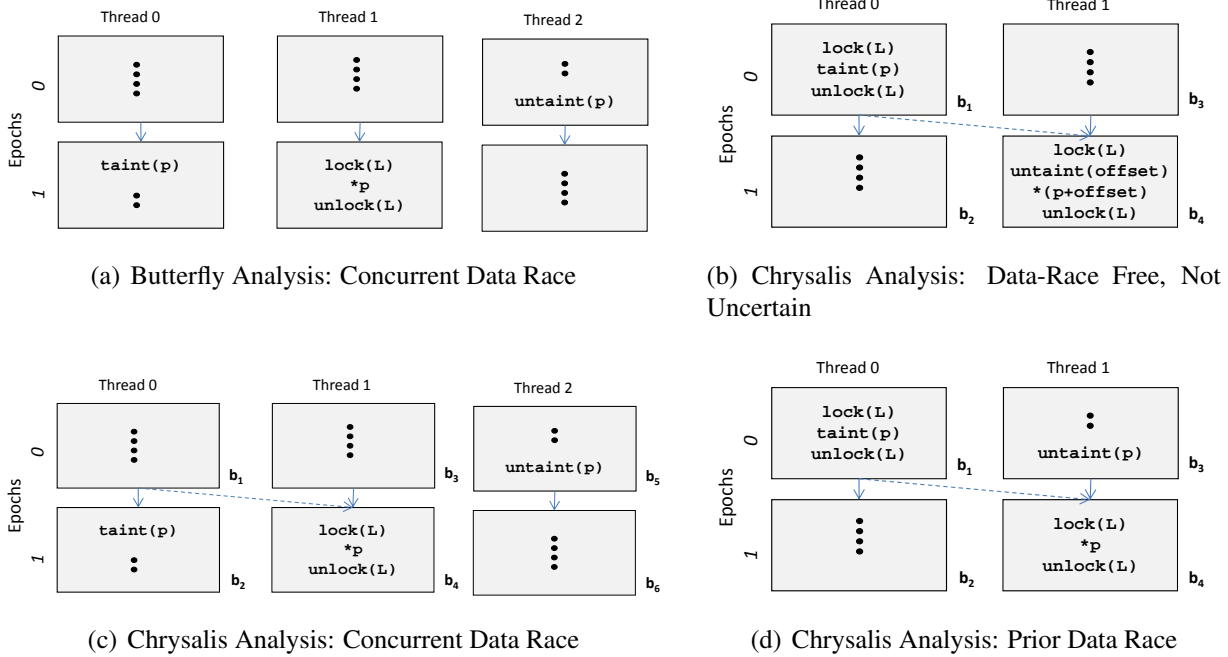 Thread 0
Thread 1
Thread 2
Epochs
0
untaint(p)
1
taint(p)
lock(L)
*p
unlock(L)
(a) Butterfly Analysis: Concurrent Data Race
Thread 0
Thread 1
Epochs
0
lock(L)
taint(p)
unlock(L)
b1
b3
1
b2
lock(L)
untaint(offset)
*(p+offset)
unlock(L)
b4
(b) Chrysalis Analysis: Data-Race Free, Not
Uncertain
Thread 0
Thread 1
Thread 2
Epochs
0
b1
b3
untaint(p)
b5
1
taint(p)
b2
lock(L)
*p
unlock(L)
b4
b6
(c) Chrysalis Analysis: Concurrent Data Race
Thread 0
Thread 1
Epochs
0
lock(L)
taint(p)
unlock(L)
b1
untaint(p)
b3
1
b2
lock(L)
*p
unlock(L)
b4
(d) Chrysalis Analysis: Prior Data Race